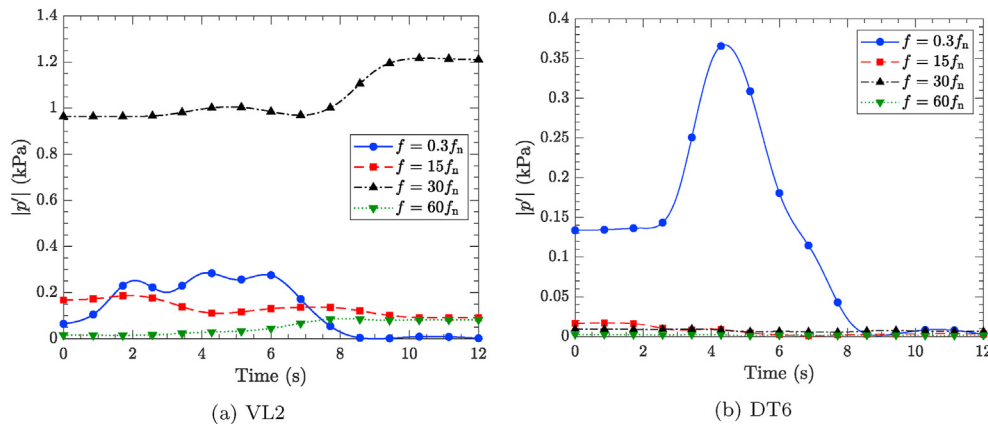 |p′| (kPa)
1.4
1.2
1
0.8
0.6
0.4
0.2
0
f = 0.3fn
f = 15fn
f = 30fn
f = 60fn
0 2 4 6 8 10 12
Time (s)
(a) VL2
|p′| (kPa)
0.4
0.35
0.3
0.25
0.2
0.15
0.1
0.05
0
f = 0.3fn
f = 15fn
f = 30fn
f = 60fn
0 2 4 6 8 10 12
Time (s)
(b) DT6